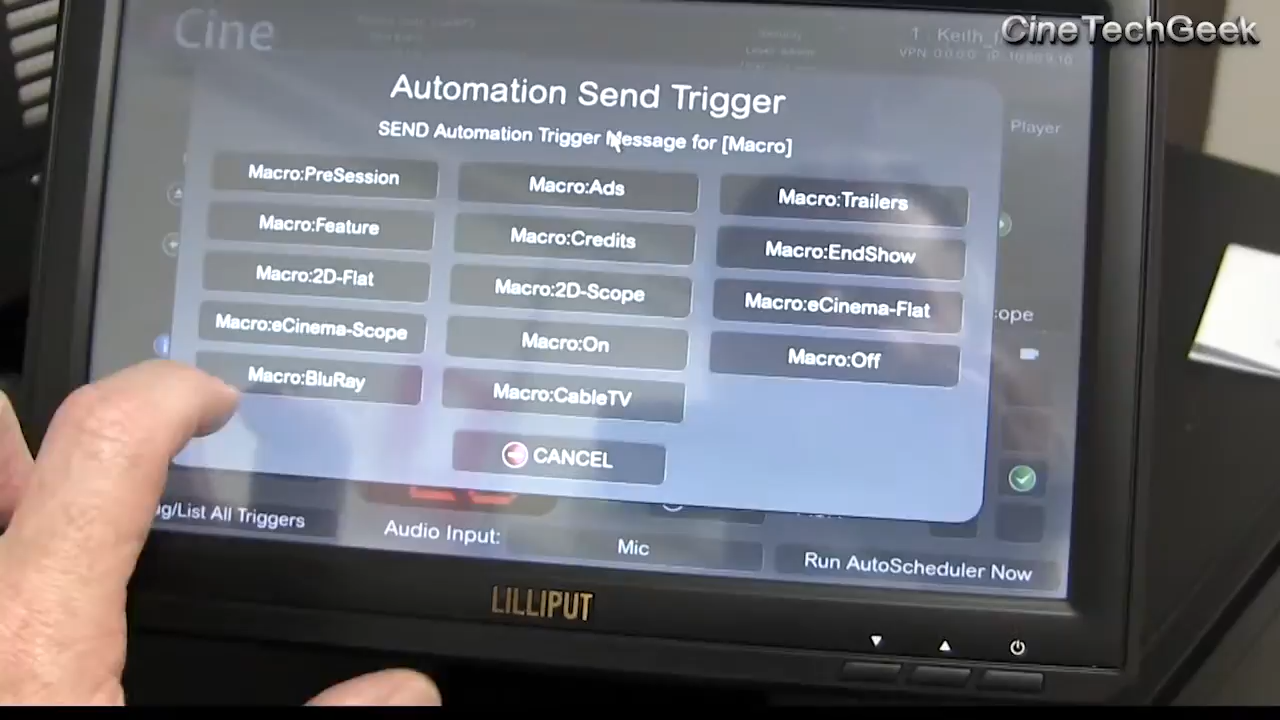 CineTechGeek
Cine
Automation Send Trigger
SEND Automation Trigger Message for [Macro]
Player
Macro:PreSession
Macro:Ads
Macro:Trailers
Macro:Feature
Macro:Credits
Macro:EndShow
Macro:2D-Flat
Macro:2D-Scope
Macro:eCinema-Flat
Macro:eCinema-Scope
Macro:On
Macro:Off
Macro:BluRay
Macro:CableTV
CANCEL
List All Triggers
Audio Input:
Mic
Run AutoScheduler Now
LILLIPUT